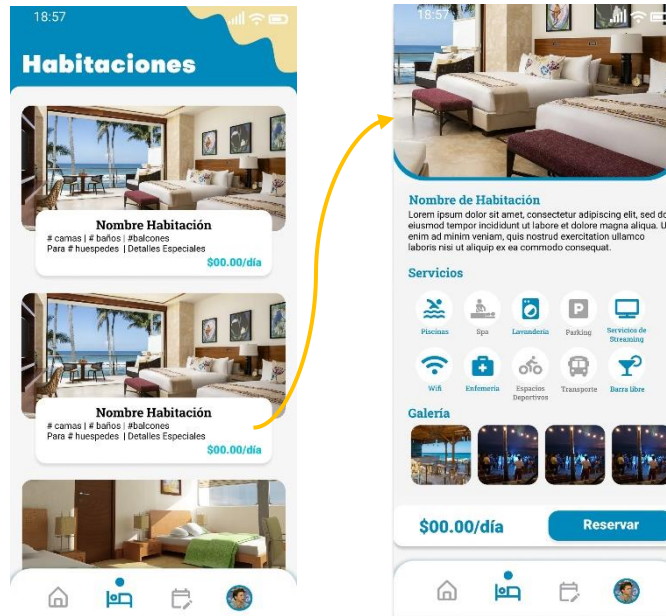 18:57
Habitaciones
Nombre Habitación
# camas | # baños | #balcones
Para # huespedes | Detalles Especiales
$00.00/día
Nombre Habitación
# camas | # baños | #balcones
Para # huespedes | Detalles Especiales
$00.00/día
18:57
Nombre de Habitación
Lorem ipsum dolor sit amet, consectetur adipiscing elit, sed do
eiusmod tempor incididunt ut labore et dolore magna aliqua. U
enim ad minim veniam, quis nostrud exercitation ullamco
laboris nisi ut aliquip ex ea commodo consequat.
Servicios
Piscinas Spa Lavandería P Parking Servicios de
Streaming
Wifi Enfemería Espacios
Deportivos Transporte Barra libre
Galería
$00.00/día Reservar